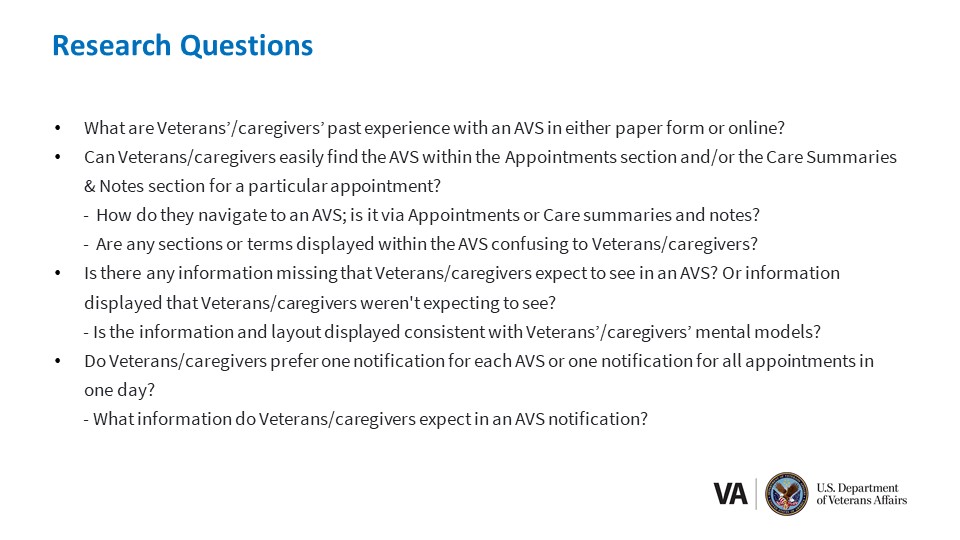 Research Questions
• What are Veterans’/caregivers’ past experience with an AVS in either paper form or online?
• Can Veterans/caregivers easily find the AVS within the Appointments section and/or the Care Summaries
& Notes section for a particular appointment?
- How do they navigate to an AVS; is it via Appointments or Care summaries and notes?
- Are any sections or terms displayed within the AVS confusing to Veterans/caregivers?
• Is there any information missing that Veterans/caregivers expect to see in an AVS? Or information
displayed that Veterans/caregivers weren't expecting to see?
- Is the information and layout displayed consistent with Veterans’/caregivers’ mental models?
• Do Veterans/caregivers prefer one notification for each AVS or one notification for all appointments in
one day?
- What information do Veterans/caregivers expect in an AVS notification?
VA
U.S. Department
of Veterans Affairs